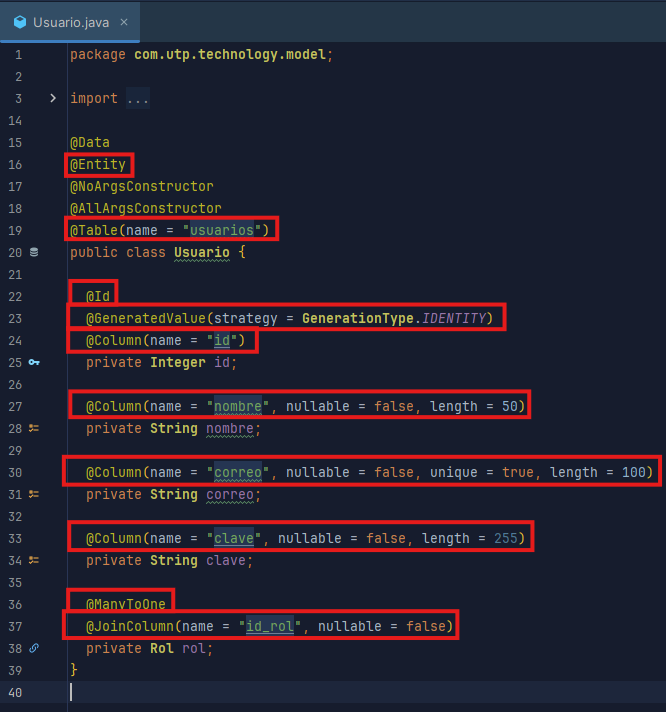 Usuario.java ×
1 package com.utp.technology.model;
2
3 import ...
14
15 @Data
16 @Entity
17 @NoArgsConstructor
18 @AllArgsConstructor
19 @Table(name = "usuarios")
20 public class Usuario {
21
22 @Id
23 @GeneratedValue(strategy = GenerationType.IDENTITY)
24 @Column(name = "id")
25 private Integer id;
26
27 @Column(name = "nombre", nullable = false, length = 50)
28 private String nombre;
29
30 @Column(name = "correo", nullable = false, unique = true, length = 100)
31 private String correo;
32
33 @Column(name = "clave", nullable = false, length = 255)
34 private String clave;
35
36 @ManyToOne
37 @JoinColumn(name = "id_rol", nullable = false)
38 private Rol rol;
39 }
40